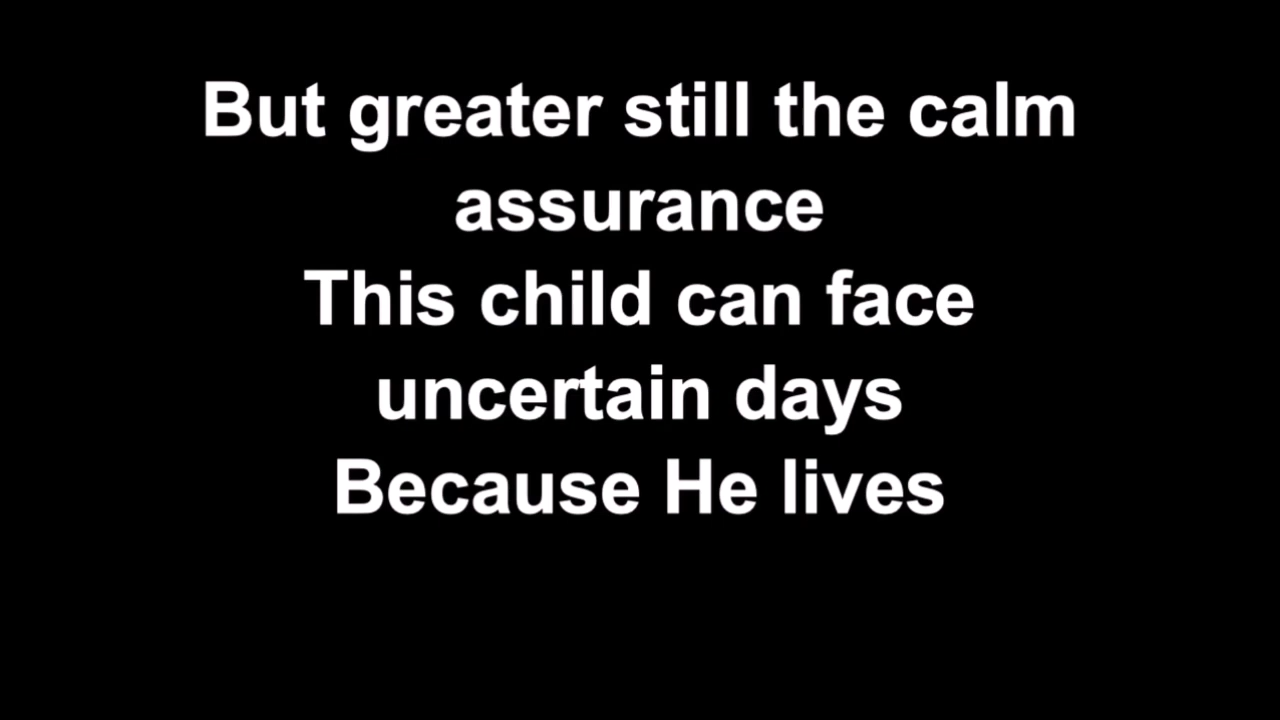 But greater still the calm
assurance
This child can face
uncertain days
Because He lives